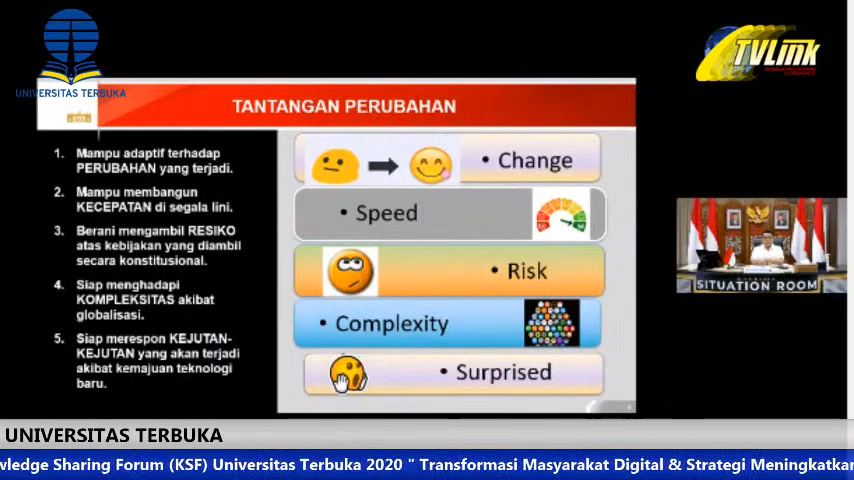 UNIVERSITAS TERBUKA
TVLink
TANTANGAN PERUBAHAN
1. Mampu adaptif terhadap
PERUBAHAN yang terjadi.
2. Mampu membangun
KECEPATAN di segala lini.
3. Berani mengambil RESIKO
atas kebijakan yang diambil
secara konstitusional.
4. Siap menghadapi
KOMPLEKSITAS akibat
globalisasi.
5. Siap merespon KEJUTAN-
KEJUTAN yang akan terjadi
akibat kemajuan teknologi
baru.
• Change
• Speed
• Risk
• Complexity
• Surprised
SITUATION ROOM
UNIVERSITAS TERBUKA
wledge Sharing Forum (KSF) Universitas Terbuka 2020 " Transformasi Masyarakat Digital & Strategi Meningkatkan